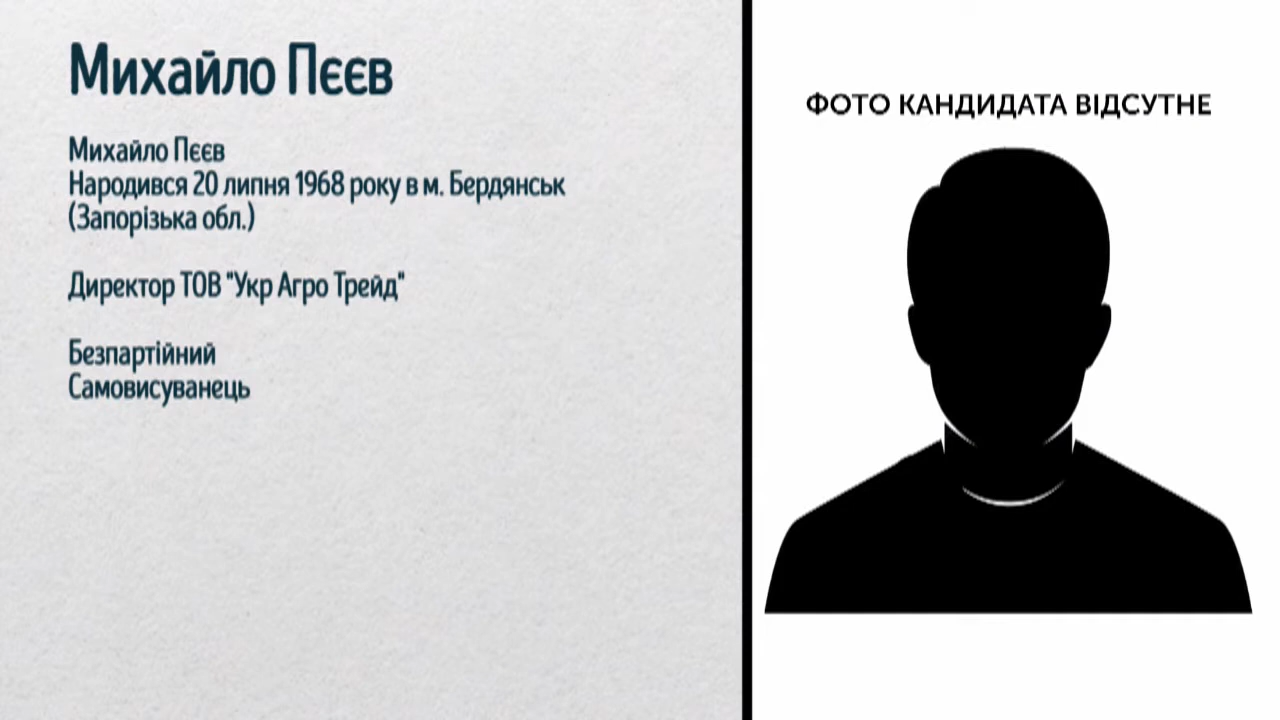 Михайло Пєєв
Михайло Пєєв
Народився 20 липня 1968 року в м. Бердянськ
(Запорізька обл.)
Директор ТОВ "Укр Агро Трейд"
Безпартійний
Самовисуванець
ФОТО КАНДИДАТА ВІДСУТНЕ